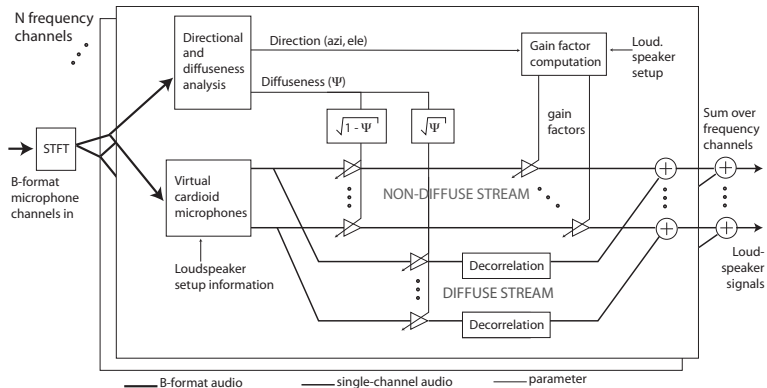 N frequency
channels
Directional
and
diffuseness
analysis
Direction (azi, ele)
Diffuseness (Ψ)
Gain factor
computation
Loud.
speaker
setup
√1 - Ψ
√Ψ
gain
factors
Sum over
frequency
channels
STFT
B-format
microphone
channels in
Virtual
cardioid
microphones
NON-DIFFUSE STREAM
+
+
+
+
Loudspeaker
setup information
Decorrelation
DIFFUSE STREAM
Decorrelation
Loud-
speaker
signals
B-format audio
single-channel audio
parameter